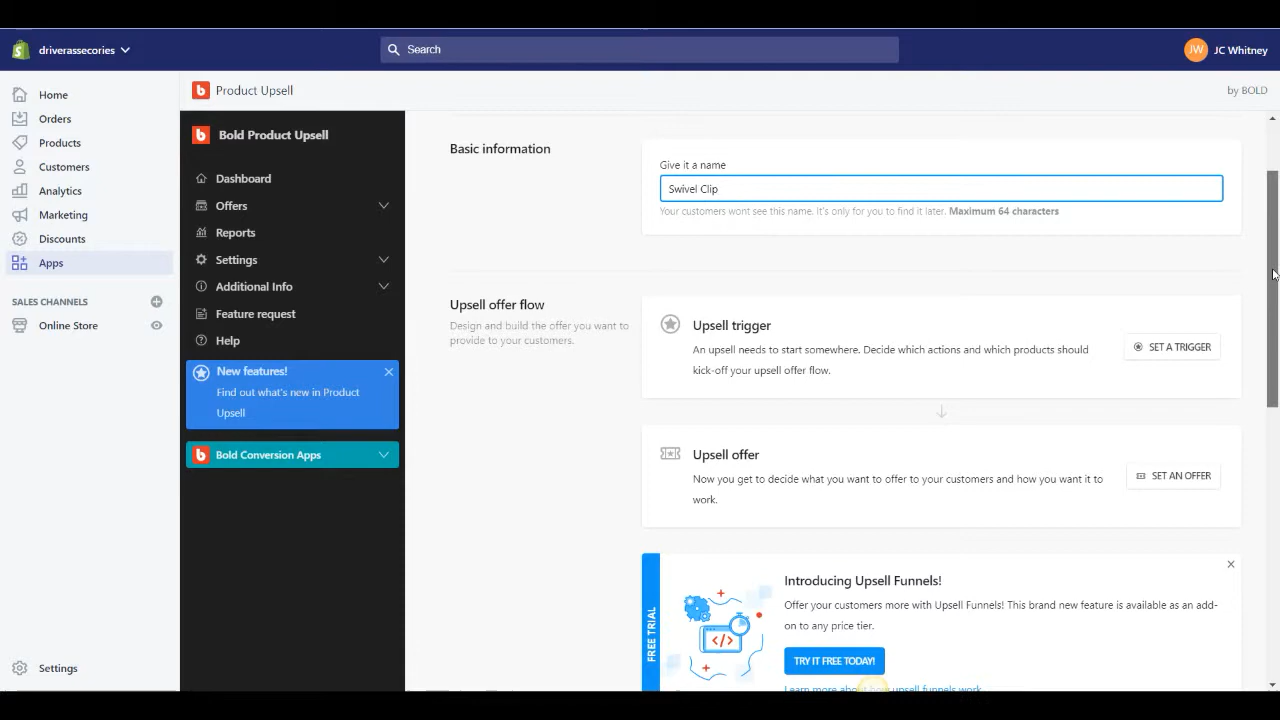 driverassecories
Search
JW
JC Whitney
Home
Orders
Products
Customers
Analytics
Marketing
Discounts
Apps
SALES CHANNELS
Online Store
Settings
b Product Upsell
by BOLD
b Bold Product Upsell
Dashboard
Offers
Reports
Settings
Additional Info
Feature request
Help
New features!
Find out what's new in Product
Upsell
b Bold Conversion Apps
Basic information
Give it a name
Swivel Clip
Your customers wont see this name. It's only for you to find it later. Maximum 64 characters
Upsell offer flow
Design and build the offer you want to
provide to your customers.
Upsell trigger
An upsell needs to start somewhere. Decide which actions and which products should
kick-off your upsell offer flow.
SET A TRIGGER
Upsell offer
Now you get to decide what you want to offer to your customers and how you want it to
work.
SET AN OFFER
FREE TRIAL
Introducing Upsell Funnels!
Offer your customers more with Upsell Funnels! This brand new feature is available as an add-
on to any price tier.
TRY IT FREE TODAY!
Learn more about how upsell funnels work